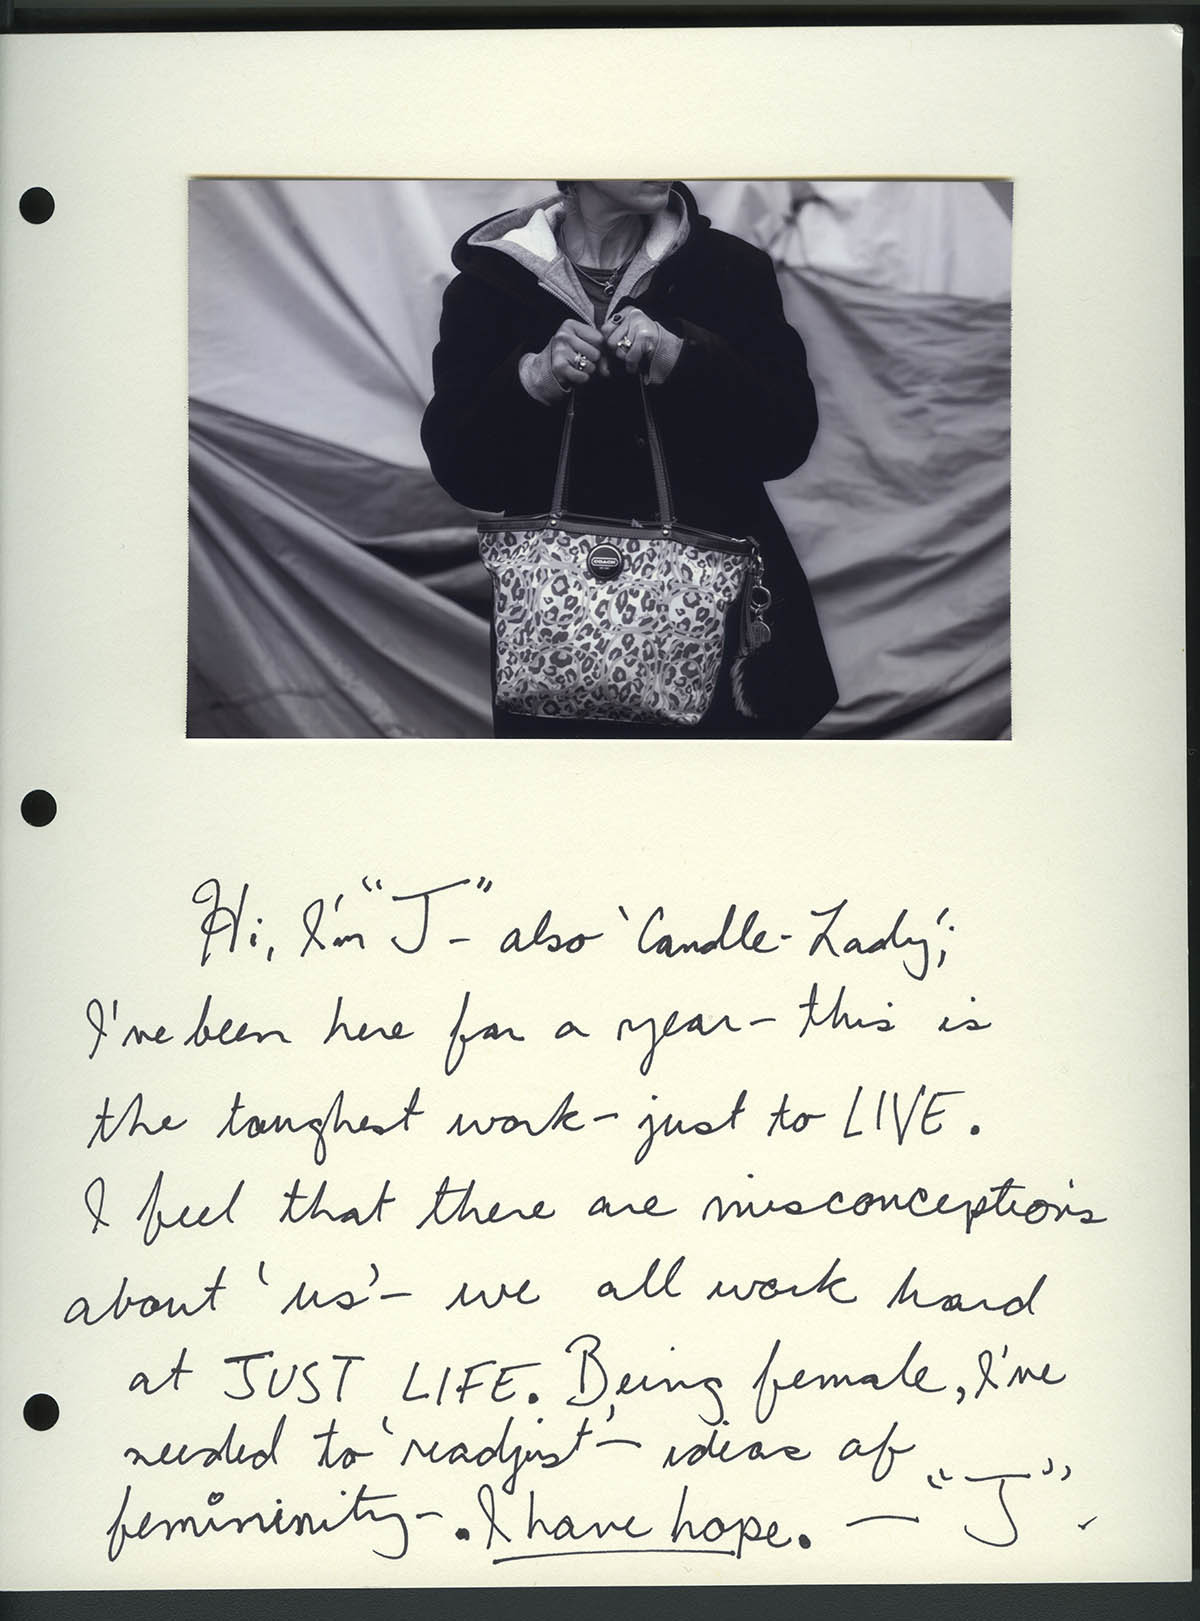 COACH
Hi, I'm "J" - also 'Candle-Lady';
I've been here for a year - this is
the toughest work - just to LIVE.
I feel that there are misconceptions
about 'us' - we all work hard
at JUST LIFE. Being female, I've
needed to 'readjust' - ideas of
femininity - . I have hope. — "J".